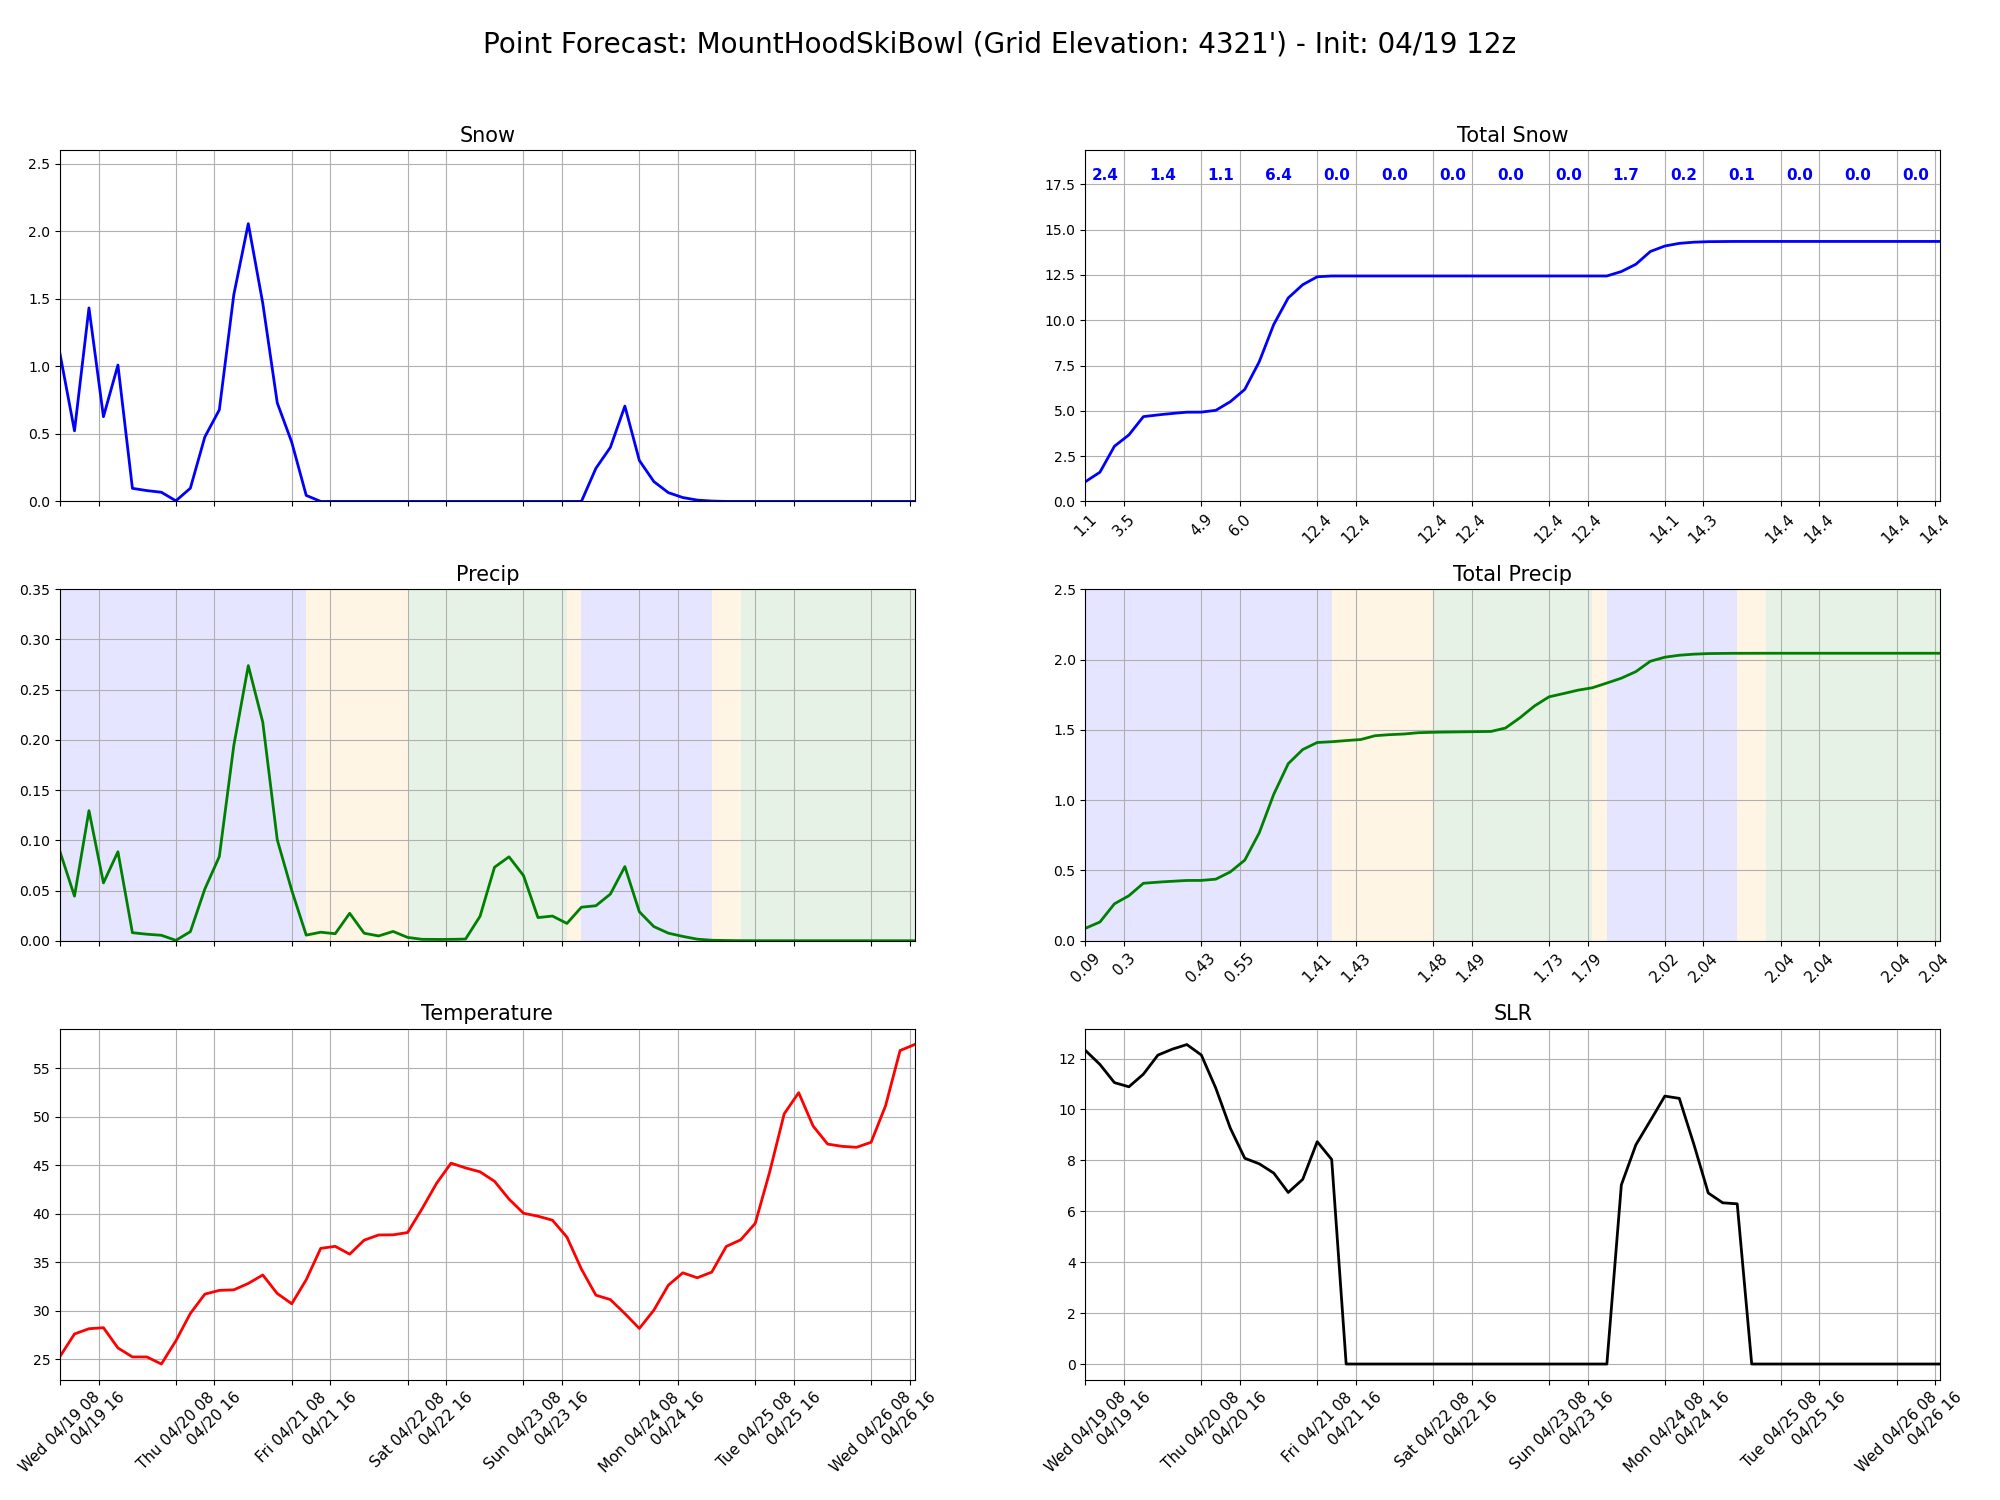 Point Forecast: MountHoodSkiBowl (Grid Elevation: 4321') - Init: 04/19 12z
Snow
2.5
2.0
1.5
1.0
0.5
0.0
Total Snow
2.4 1.4 1.1 6.4 0.0 0.0 0.0 0.0 0.0 1.7 0.2 0.1 0.0 0.0 0.0
17.5
15.0
12.5
10.0
7.5
5.0
2.5
0.0
1.1 3.5 4.9 6.0 12.4 12.4 12.4 12.4 12.4 12.4 14.1 14.3 14.4 14.4 14.4 14.4
Precip
0.35
0.30
0.25
0.20
0.15
0.10
0.05
0.00
Total Precip
2.5
2.0
1.5
1.0
0.5
0.0
0.09 0.3 0.43 0.55 1.41 1.43 1.48 1.49 1.73 1.79 2.02 2.04 2.04 2.04 2.04 2.04
Temperature
55
50
45
40
35
30
25
Wed 04/19 08
04/19 16
Thu 04/20 08
04/20 16
Fri 04/21 08
04/21 16
Sat 04/22 08
04/22 16
Sun 04/23 08
04/23 16
Mon 04/24 08
04/24 16
Tue 04/25 08
04/25 16
Wed 04/26 08
04/26 16
SLR
12
10
8
6
4
2
0
Wed 04/19 08
04/19 16
Thu 04/20 08
04/20 16
Fri 04/21 08
04/21 16
Sat 04/22 08
04/22 16
Sun 04/23 08
04/23 16
Mon 04/24 08
04/24 16
Tue 04/25 08
04/25 16
Wed 04/26 08
04/26 16